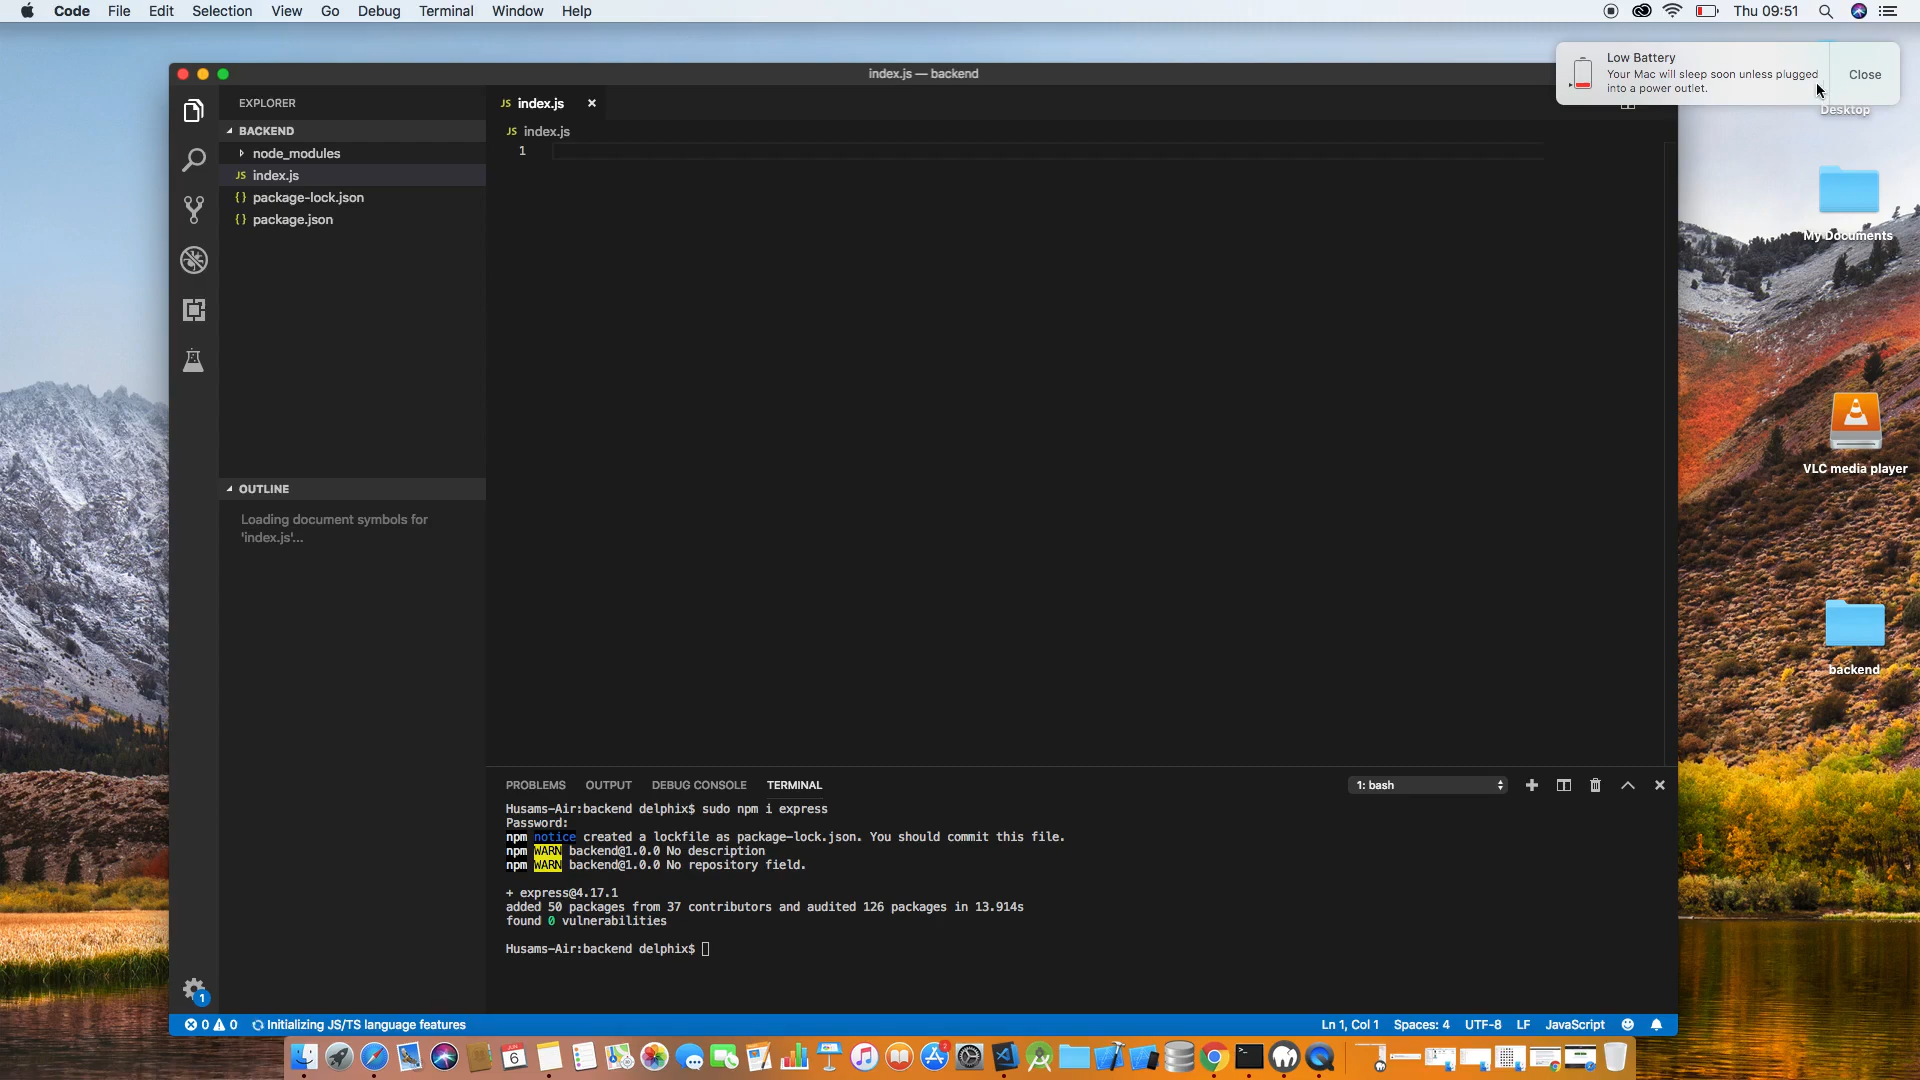 Code File Edit Selection View Go Debug Terminal Window Help
Thu 09:51
Low Battery
Your Mac will sleep soon unless plugged
into a power outlet.
Close
Desktop
My Documents
VLC media player
backend
index.js — backend
EXPLORER
BACKEND
node_modules
JS index.js
{} package-lock.json
{} package.json
OUTLINE
Loading document symbols for
'index.js'...
JS index.js
JS index.js
1
PROBLEMS OUTPUT DEBUG CONSOLE TERMINAL
1: bash
Husams-Air:backend delphix$ sudo npm i express
Password:
npm notice created a lockfile as package-lock.json. You should commit this file.
npm WARN backend@1.0.0 No description
npm WARN backend@1.0.0 No repository field.
+ express@4.17.1
added 50 packages from 37 contributors and audited 126 packages in 13.914s
found 0 vulnerabilities
Husams-Air:backend delphix$
1
0 0 Initializing JS/TS language features
Ln 1, Col 1 Spaces: 4 UTF-8 LF JavaScript
6
2